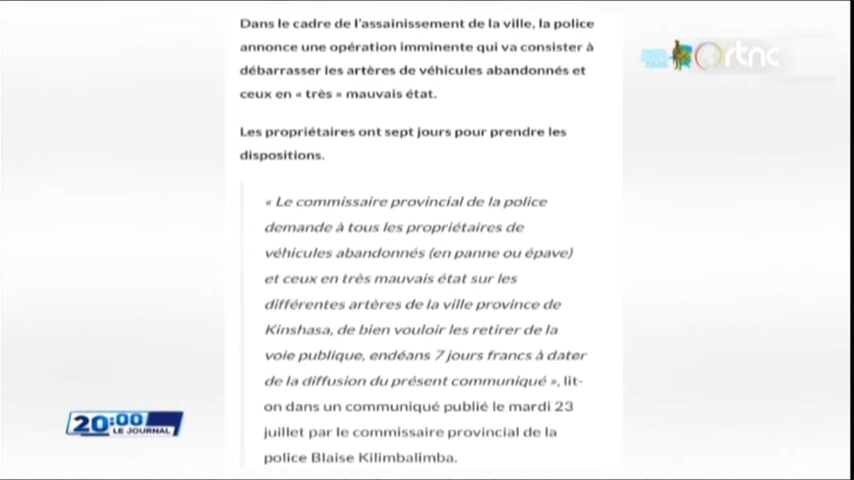 Dans le cadre de l'assainissement de la ville, la police
annonce une opération imminente qui va consister à
débarrasser les artères de véhicules abandonnés et
ceux en « très » mauvais état.
Les propriétaires ont sept jours pour prendre les
dispositions.
« Le commissaire provincial de la police
demande à tous les propriétaires de
véhicules abandonnés (en panne ou épave)
et ceux en très mauvais état sur les
différentes artères de la ville province de
Kinshasa, de bien vouloir les retirer de la
voie publique, endéans 7 jours francs à dater
de la diffusion du présent communiqué », lit-
on dans un communiqué publié le mardi 23
juillet par le commissaire provincial de la
police Blaise Kilimbalimba.
rtnc
20:00
LE JOURNAL